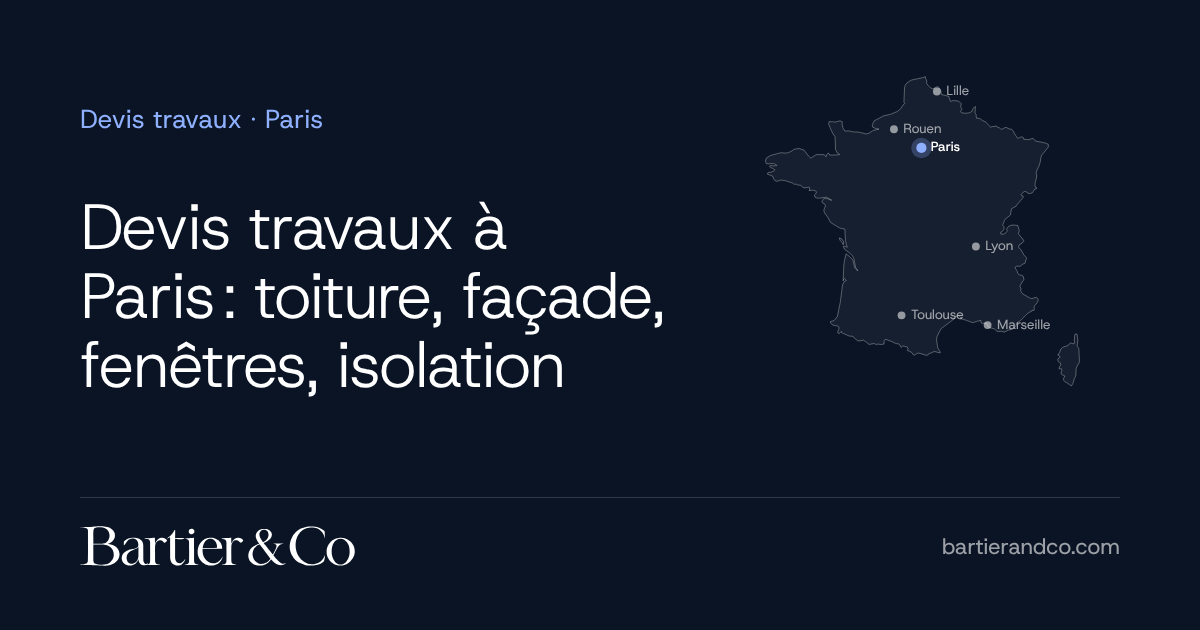 Devis travaux · Paris
Devis travaux à
Paris : toiture, façade,
fenêtres, isolation
Lille
Rouen
Paris
Lyon
Toulouse
Marseille
Bartier & Co
bartierandco.com